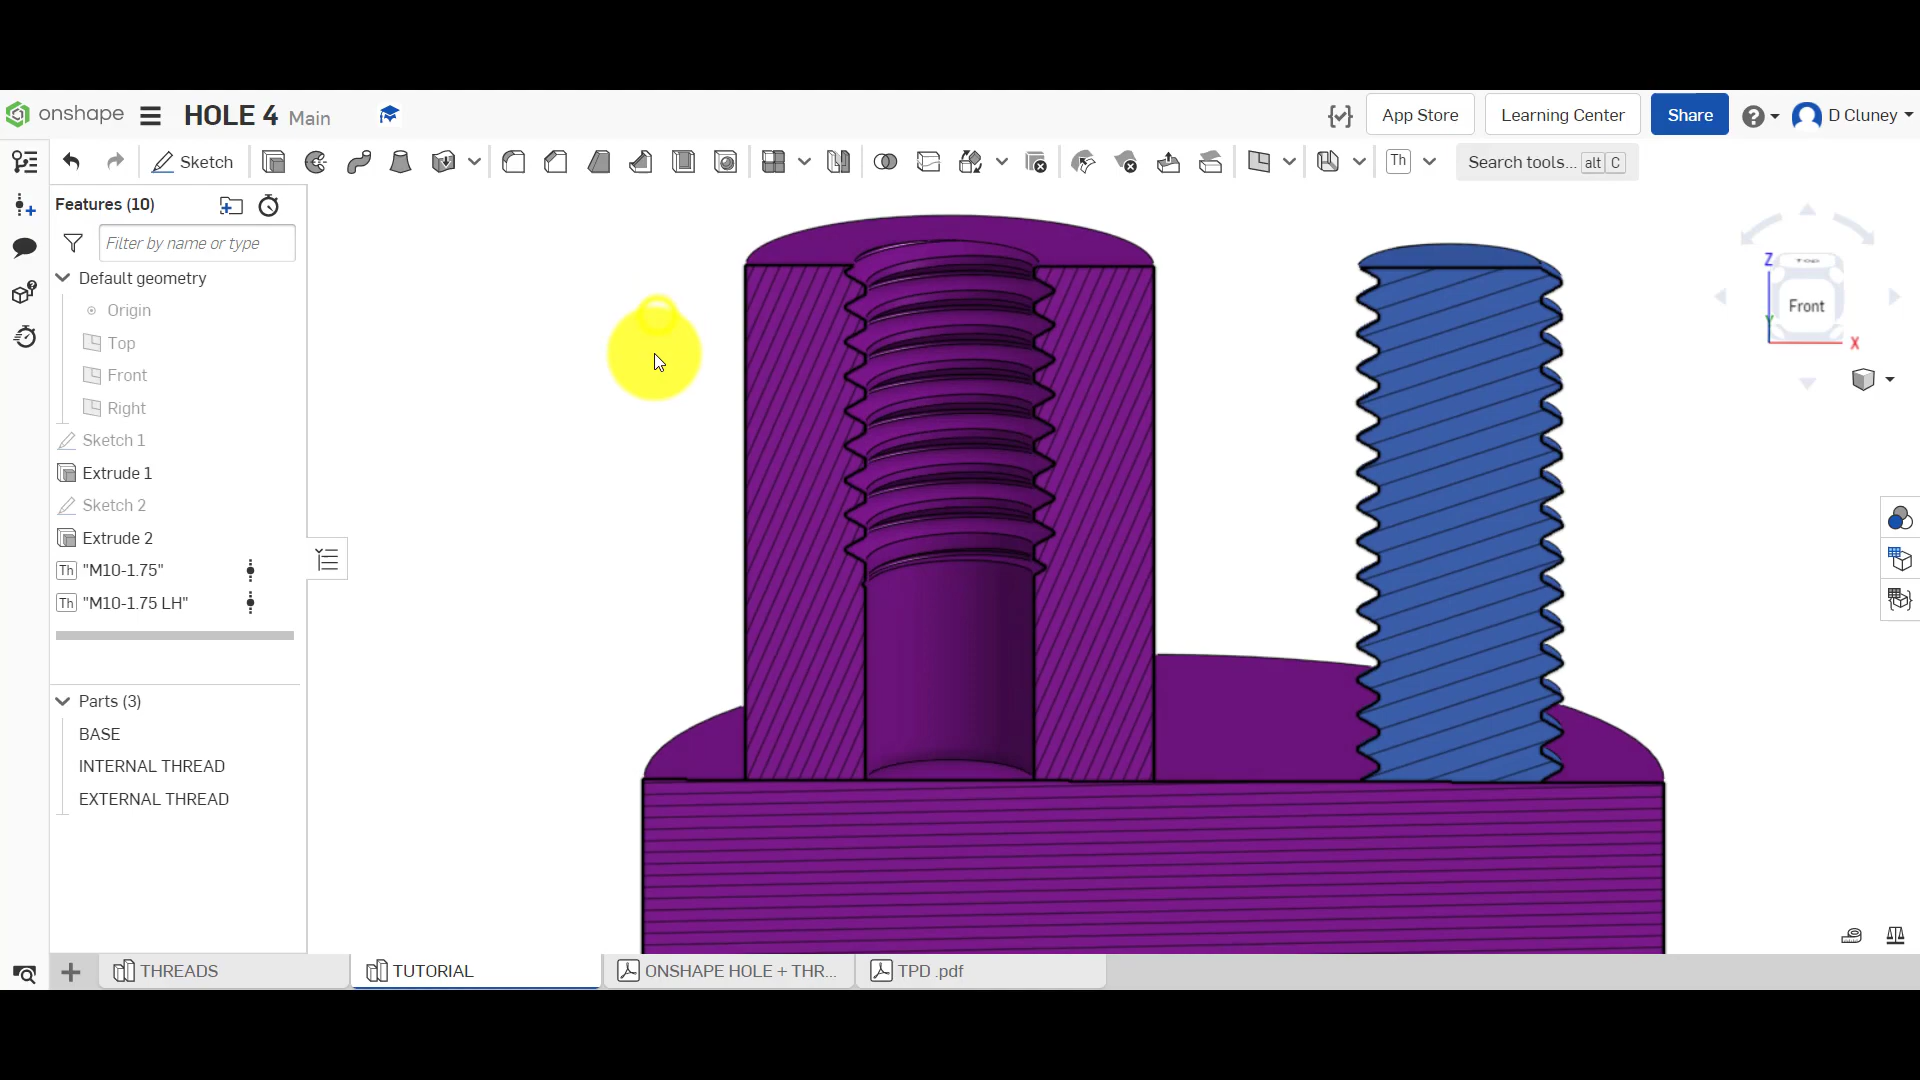 onshape
HOLE 4 Main
App Store
Learning Center
Share
D Cluney
Sketch
Th
Search tools... alt C
Features (10)
Filter by name or type
Default geometry
Origin
Top
Front
Right
Sketch 1
Extrude 1
Sketch 2
Extrude 2
Th "M10-1.75"
Th "M10-1.75 LH"
Parts (3)
BASE
INTERNAL THREAD
EXTERNAL THREAD
Z
Top
Front
Y
X
THREADS
TUTORIAL
ONSHAPE HOLE + THR...
TPD .pdf